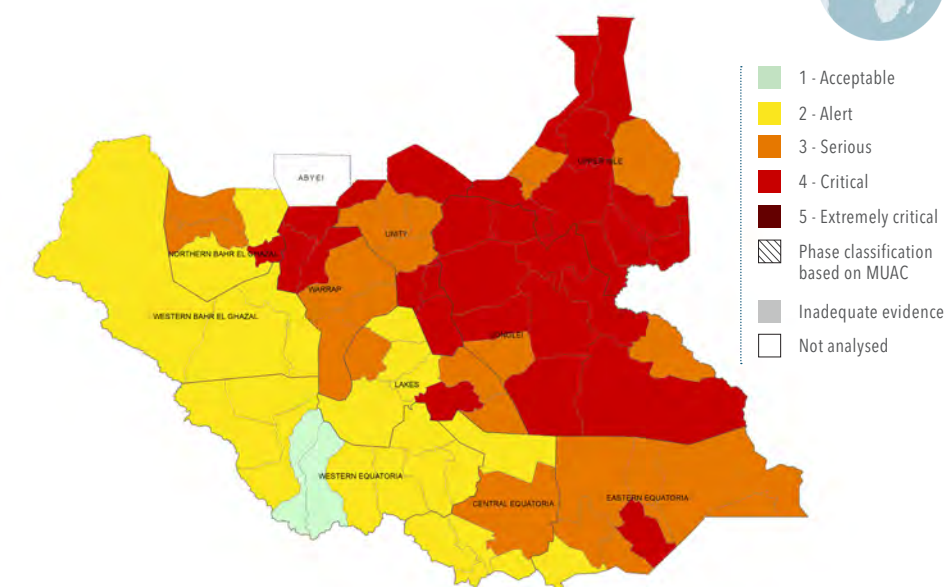 1 - Acceptable
2 - Alert
3 - Serious
4 - Critical
5 - Extremely critical
Phase classification
based on MUAC
Inadequate evidence
Not analysed
UPPER NILE
ABYEI
UNITY
NORTHERN BAHR EL GHAZAL
WARRAP
WESTERN BAHR EL GHAZAL
JONGLEI
LAKES
WESTERN EQUATORIA
CENTRAL EQUATORIA
EASTERN EQUATORIA